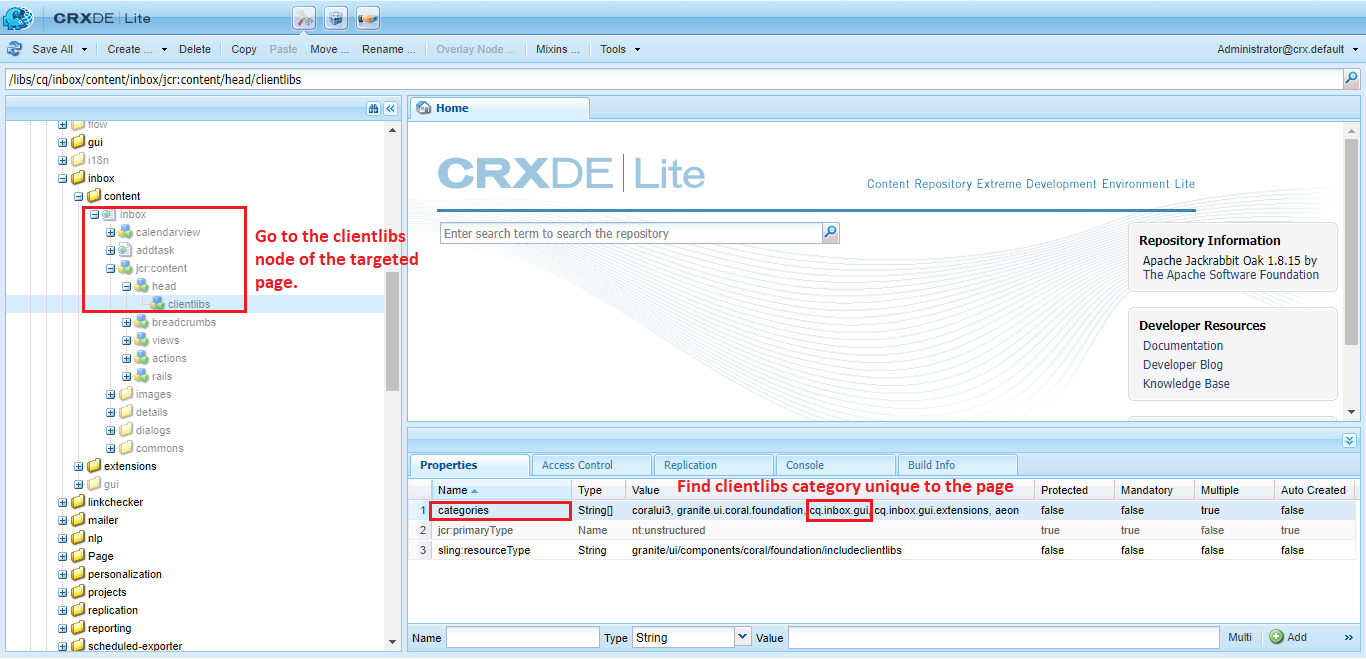 CRXDE | Lite
Save All Create ... Delete Copy Paste Move ... Rename ... Overlay Node ... Mixins ... Tools Administrator@crx.default
/libs/cq/inbox/content/inbox/jcr:content/head/clientlibs
flow
gui
i18n
inbox
content
inbox
calendarview
addtask
jcr:content
head
clientlibs
breadcrumbs
views
actions
rails
images
details
dialogs
commons
extensions
gui
linkchecker
mailer
nlp
Page
personalization
projects
replication
reporting
scheduled-exporter
Go to the clientlibs
node of the targeted
page.
Home
CRXDE | Lite
Content Repository Extreme Development Environment Lite
Enter search term to search the repository
Repository Information
Apache Jackrabbit Oak 1.8.15 by
The Apache Software Foundation
Developer Resources
Documentation
Developer Blog
Knowledge Base
Properties Access Control Replication Console Build Info
Find clientlibs category unique to the page
Name Type Value Protected Mandatory Multiple Auto Created
1 categories String[] coralui3, granite.ui.coral.foundation, cq.inbox.gui, cq.inbox.gui.extensions, aeon false false true false
2 jcr:primaryType Name nt:unstructured true true false true
3 sling:resourceType String granite/ui/components/coral/foundation/includeclientlibs false false false false
Name Type String Value Multi Add »